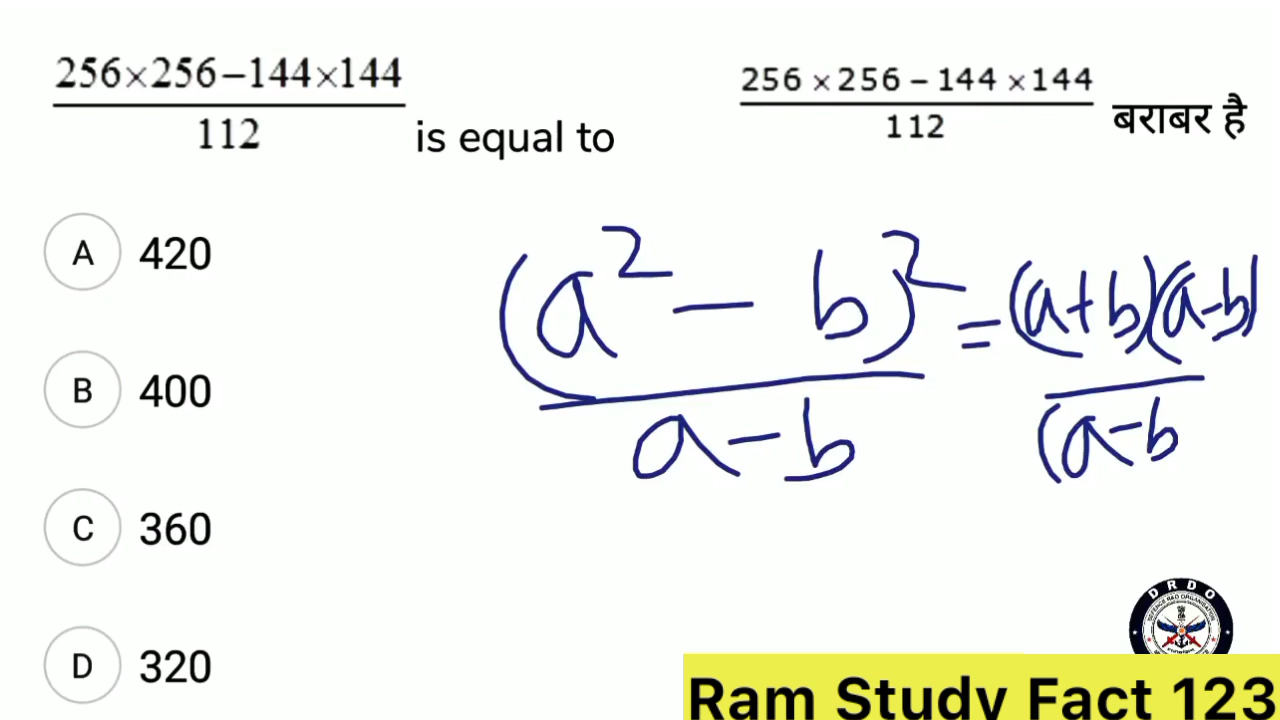 256×256−144×144
112
is equal to
256 × 256 − 144 × 144
112
बराबर है
A 420
B 400
C 360
D 320
(a² − b)² = (a+b)(a-b)
a − b
(a-b
DRDO
Ram Study Fact 123